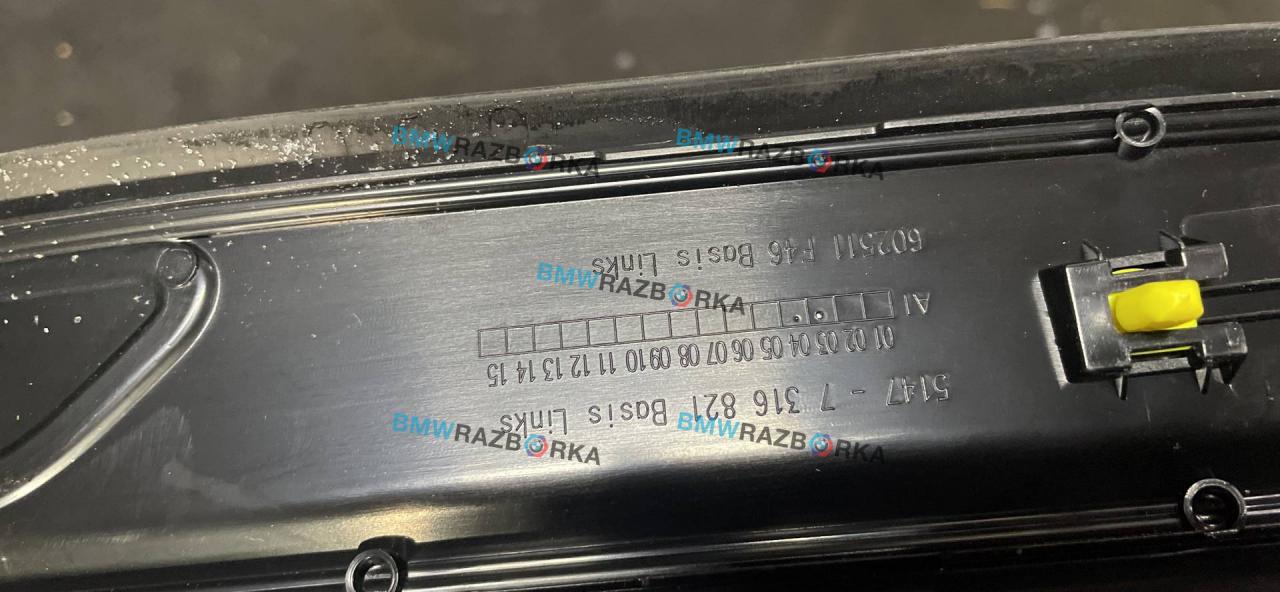 BMWRAZBORKA
BMWRAZBORKA
5147 - 7 316 821 Basis Links
01 02 03 04 05 06 07 08 09 10 11 12 13 14 15
AI
602511 F46 Basis Links
BMWRAZBORKA
BMWRAZBORKA
BMWRAZBORKA